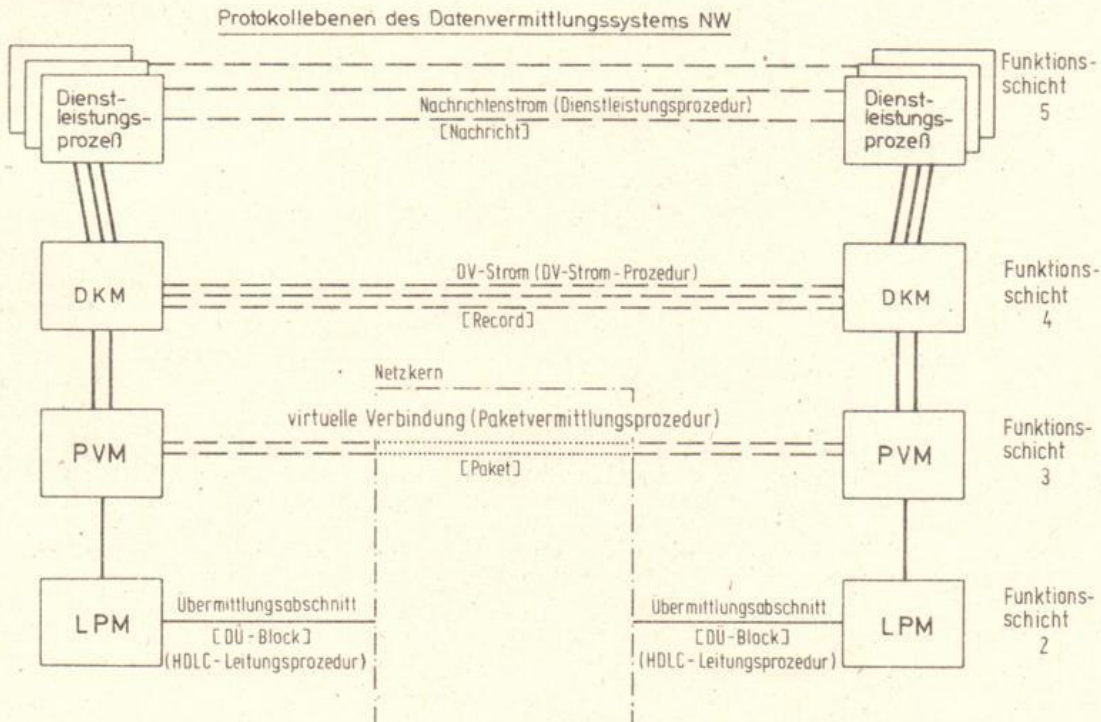 Protokollebenen des Datenvermittlungssystems NW
Dienst-
leistungs-
prozeß
Nachrichtenstrom (Dienstleistungsprozedur)
[Nachricht]
Dienst-
leistungs-
prozeß
Funktions-
schicht
5
DKM
DV-Strom (DV-Strom-Prozedur)
[Record]
DKM
Funktions-
schicht
4
Netzkern
PVM
virtuelle Verbindung (Paketvermittlungsprozedur)
[Paket]
PVM
Funktions-
schicht
3
LPM
Übermittlungsabschnitt
[DÜ-Block]
(HDLC-Leitungsprozedur)
Übermittlungsabschnitt
[DÜ-Block]
(HDLC-Leitungsprozedur)
LPM
Funktions-
schicht
2